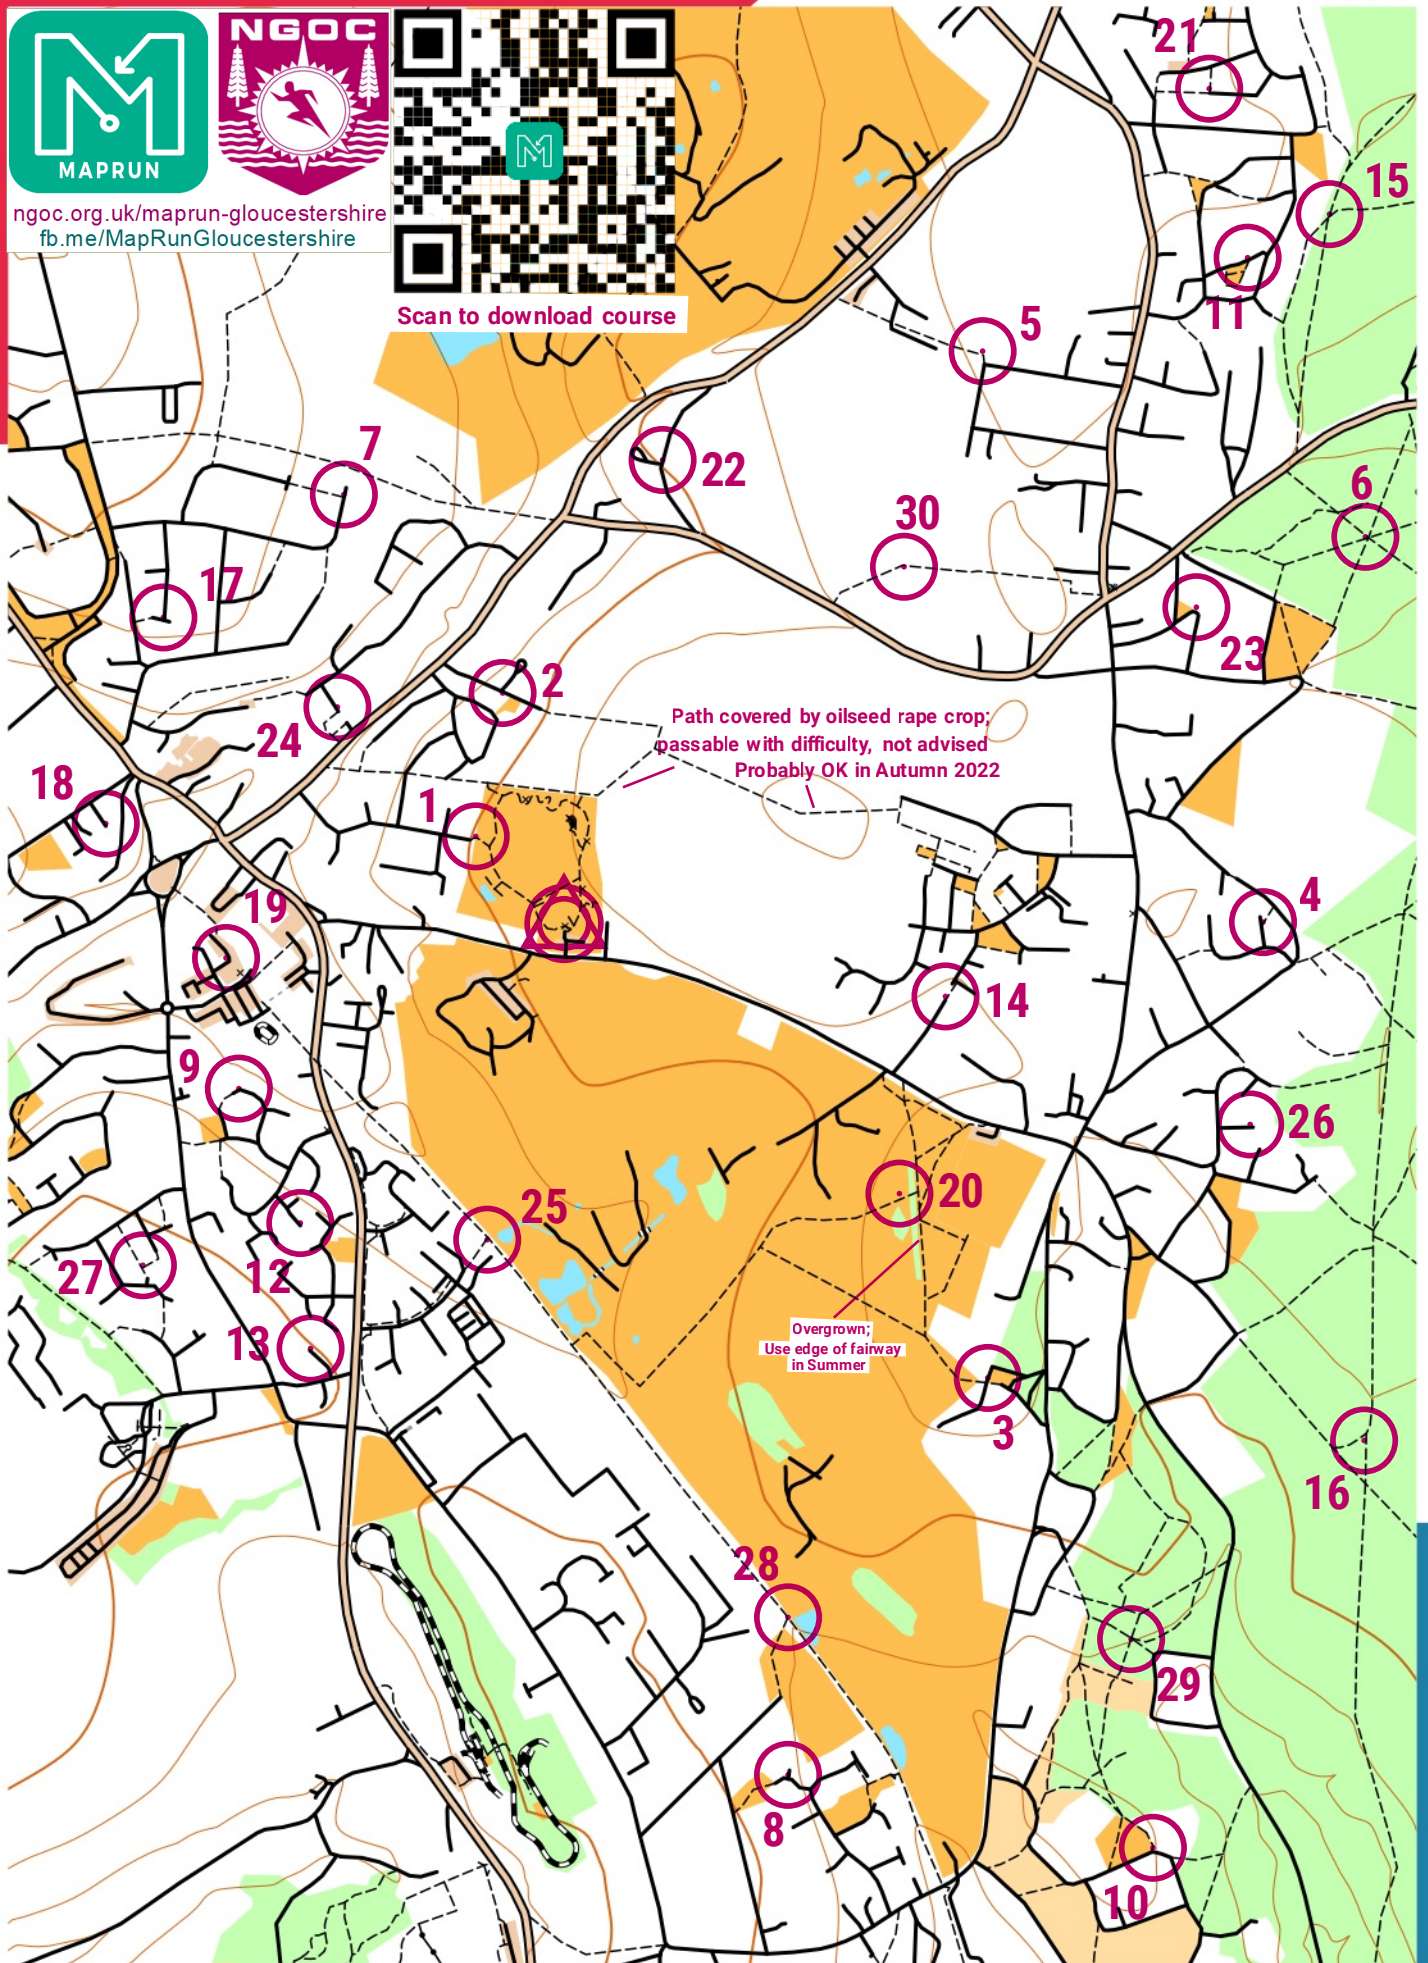 NGOC
MAPRUN
ngoc.org.uk/maprun-gloucestershire
fb.me/MapRunGloucestershire
Scan to download course
21
15
11
5
7
22
6
30
17
23
2
24
Path covered by oilseed rape crop;
passable with difficulty, not advised
Probably OK in Autumn 2022
18
1
19
4
14
9
26
20
25
27
12
13
Overgrown;
Use edge of fairway
in Summer
3
16
28
29
8
10